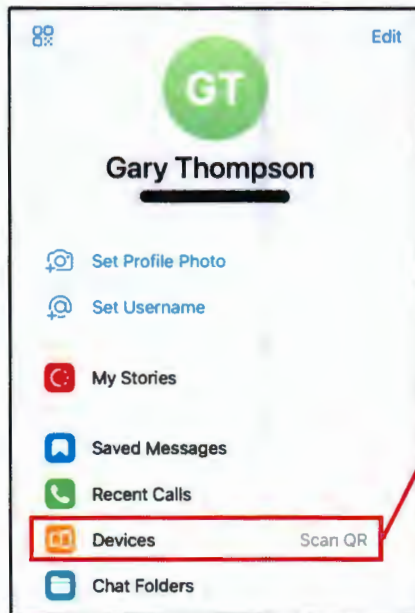 Edit
GT
Gary Thompson
Set Profile Photo
Set Username
My Stories
Saved Messages
Recent Calls
Devices Scan QR
Chat Folders